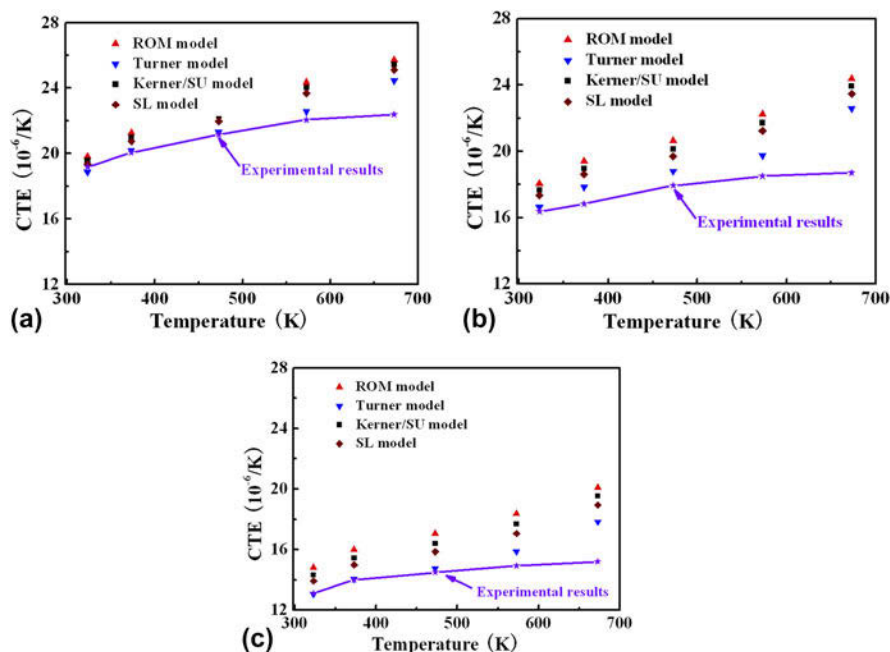 28
24
20
16
12
CTE (10⁻⁶/K)
ROM model
Turner model
Kerner/SU model
SL model
Experimental results
300 400 500 600 700
Temperature (K)
(a)
28
24
20
16
12
CTE (10⁻⁶/K)
ROM model
Turner model
Kerner/SU model
SL model
Experimental results
300 400 500 600 700
Temperature (K)
(b)
28
24
20
16
12
CTE (10⁻⁶/K)
ROM model
Turner model
Kerner/SU model
SL model
Experimental results
300 400 500 600 700
Temperature (K)
(c)